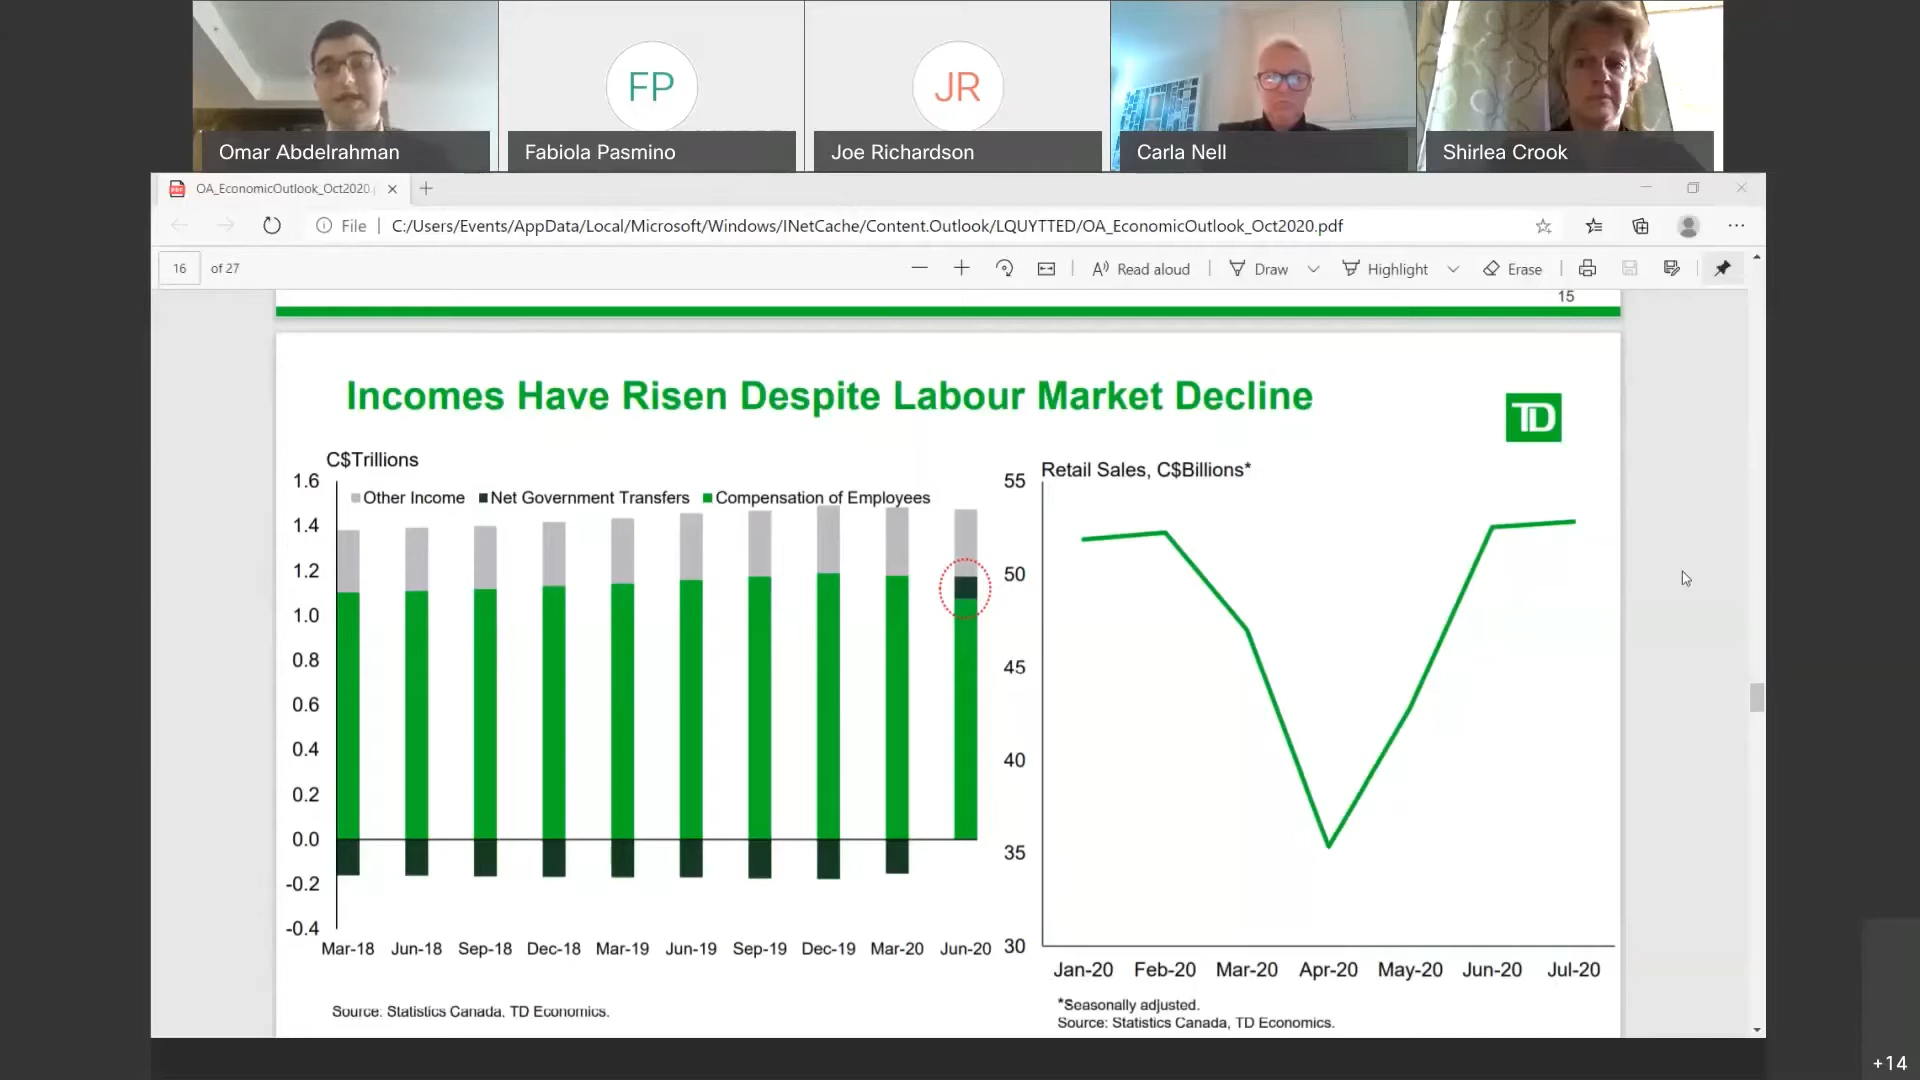 FP
JR
Omar Abdelrahman
Fabiola Pasmino
Joe Richardson
Carla Nell
Shirlea Crook
OA_EconomicOutlook_Oct2020
File
C:/Users/Events/AppData/Local/Microsoft/Windows/INetCache/Content.Outlook/LQUYTTED/OA_EconomicOutlook_Oct2020.pdf
16 of 27
Read aloud
Draw
Highlight
Erase
15
Incomes Have Risen Despite Labour Market Decline
TD
C$Trillions
Other Income
Net Government Transfers
Compensation of Employees
1.6
1.4
1.2
1.0
0.8
0.6
0.4
0.2
0.0
-0.2
-0.4
Mar-18 Jun-18 Sep-18 Dec-18 Mar-19 Jun-19 Sep-19 Dec-19 Mar-20 Jun-20
Source: Statistics Canada, TD Economics.
Retail Sales, C$Billions*
55
50
45
40
35
30
Jan-20 Feb-20 Mar-20 Apr-20 May-20 Jun-20 Jul-20
*Seasonally adjusted.
Source: Statistics Canada, TD Economics.
+14